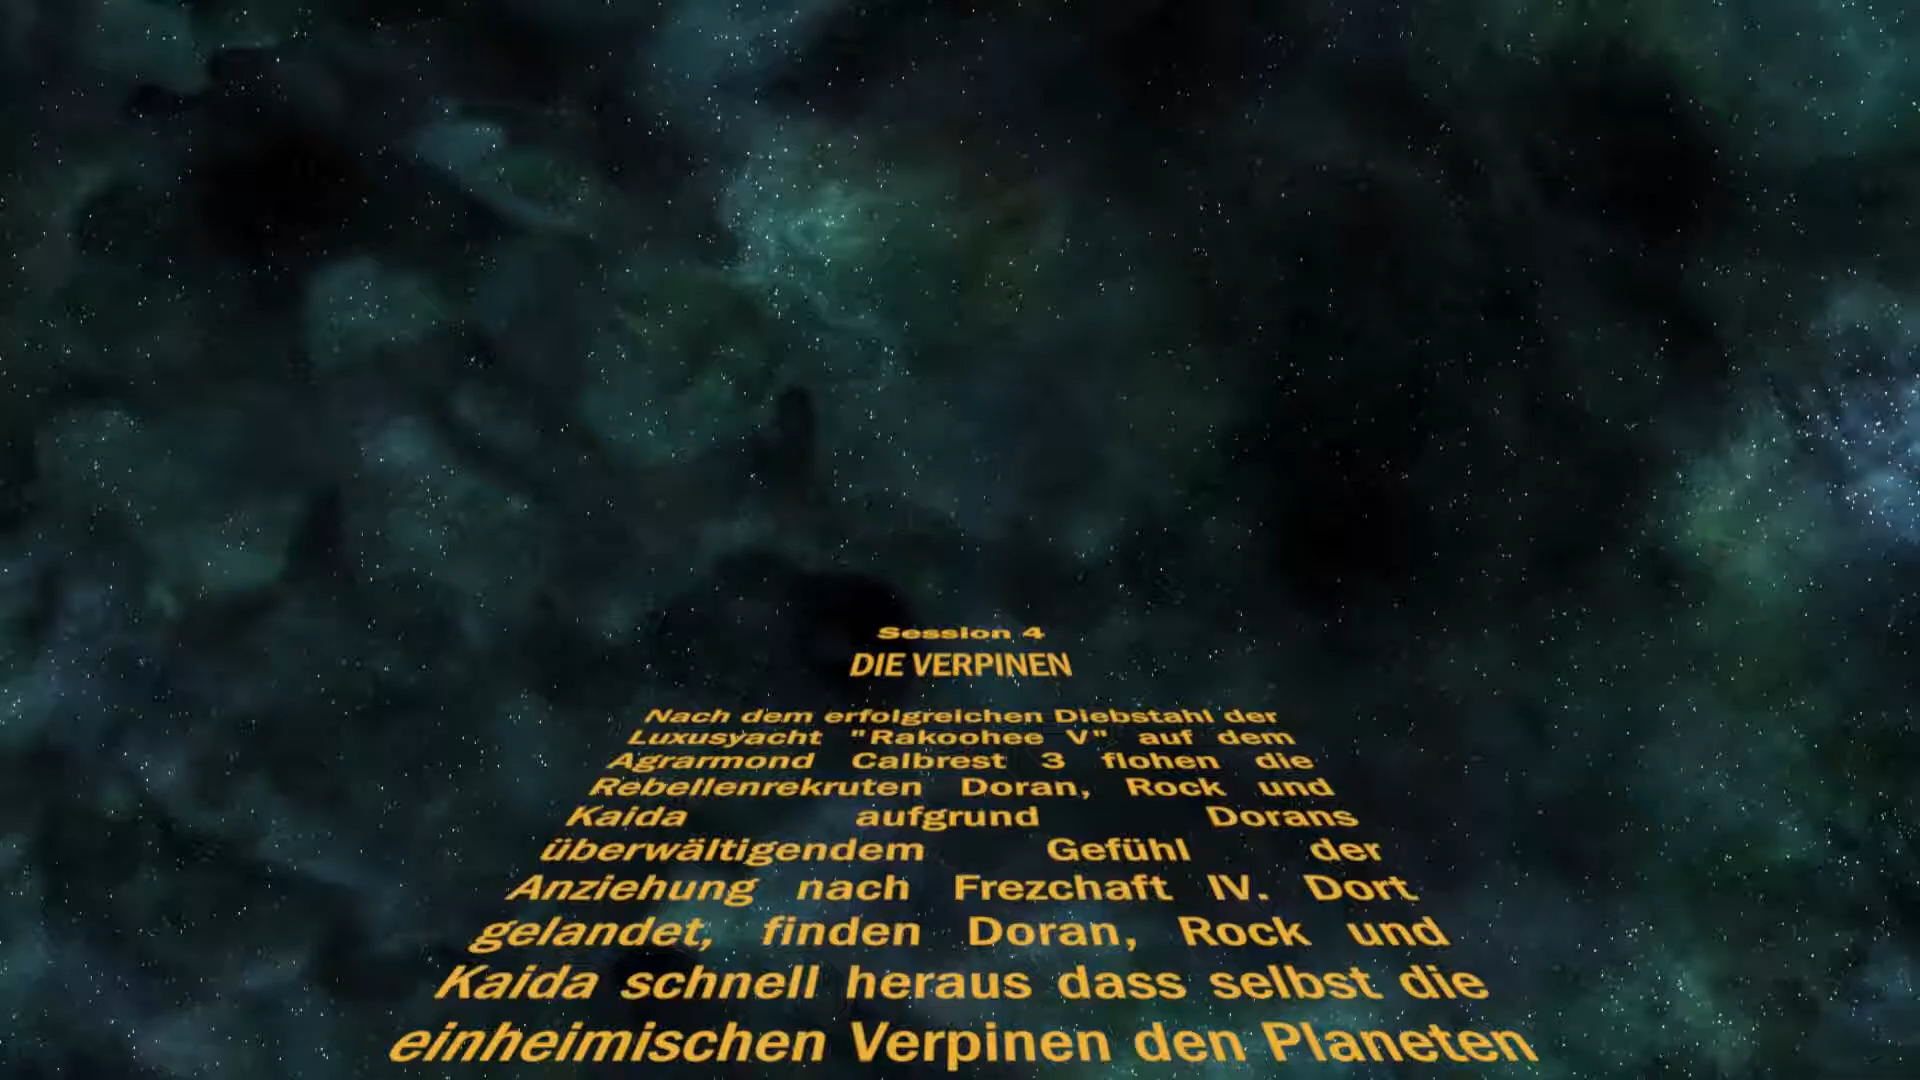 Session 4
DIE VERPINEN
Nach dem erfolgreichen Diebstahl der
Luxusyacht "Rakoohee V" auf dem
Agrarmond Calbrest 3 flohen die
Rebellenrekruten Doran, Rock und
Kaida aufgrund Dorans
überwältigendem Gefühl der
Anziehung nach Frezchaft IV. Dort
gelandet, finden Doran, Rock und
Kaida schnell heraus dass selbst die
einheimischen Verpinen den Planeten